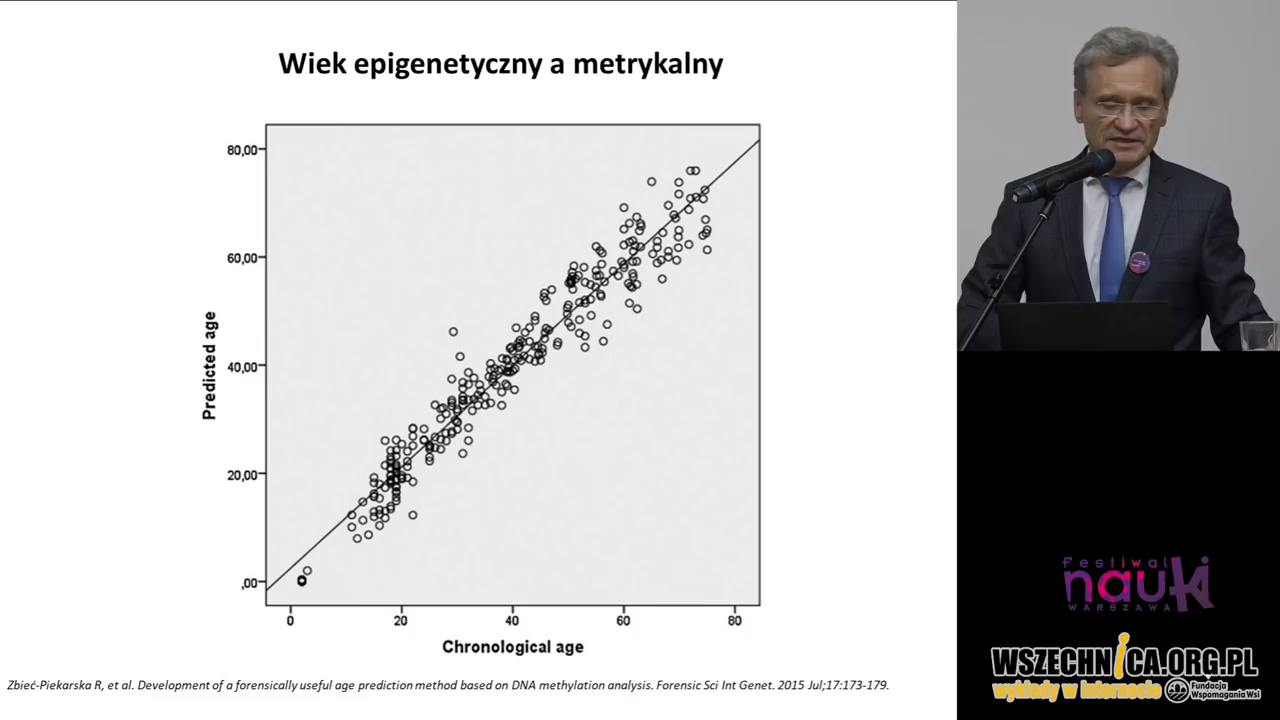 Wiek epigenetyczny a metrykalny
80,00
60,00
40,00
20,00
,00
Predicted age
0 20 40 60 80
Chronological age
Zbieć-Piekarska R, et al. Development of a forensically useful age prediction method based on DNA methylation analysis. Forensic Sci Int Genet. 2015 Jul;17:173-179.
Festiwal
nauki
WARSZAWA
WSZECHNICA.ORG.PL
wykłady w internecie
Fundacja
Wspomagania Wsi